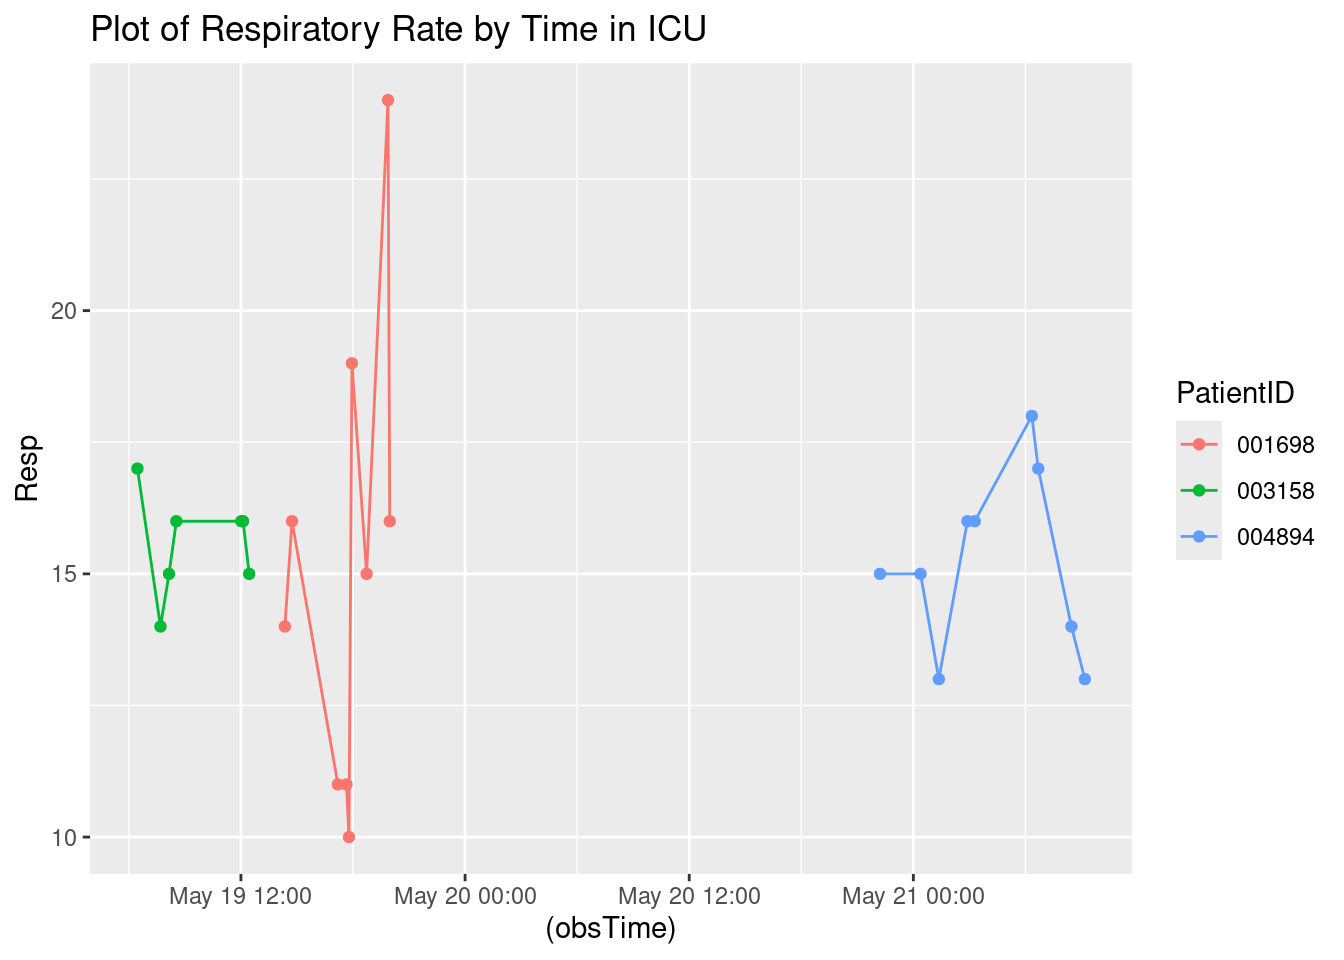 Plot of Respiratory Rate by Time in ICU
20
15
10
Resp
May 19 12:00
May 20 00:00
May 20 12:00
May 21 00:00
(obsTime)
PatientID
001698
003158
004894